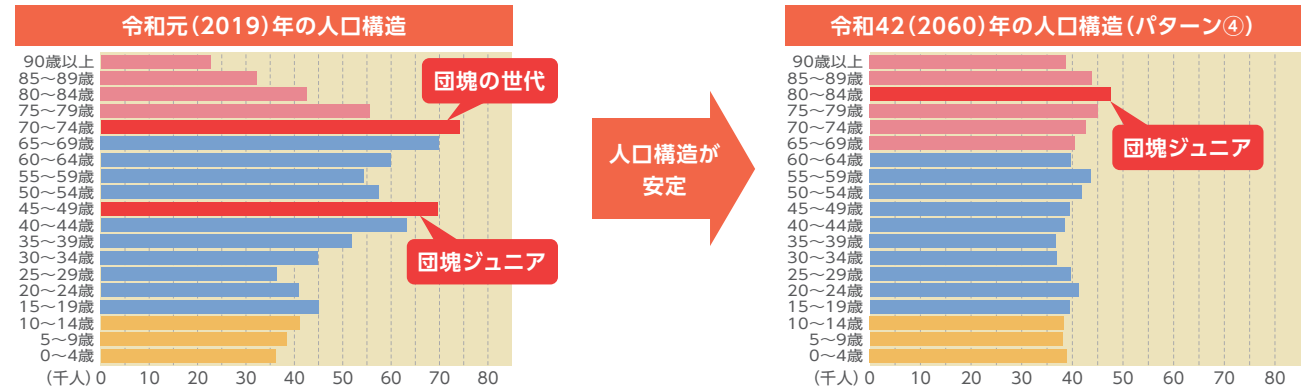 令和元(2019)年の人口構造
90歳以上
85〜89歳
80〜84歳
75〜79歳
70〜74歳
65〜69歳
60〜64歳
55〜59歳
50〜54歳
45〜49歳
40〜44歳
35〜39歳
30〜34歳
25〜29歳
20〜24歳
15〜19歳
10〜14歳
5〜9歳
0〜4歳
(千人) 0 10 20 30 40 50 60 70 80
団塊の世代
団塊ジュニア
人口構造が
安定
令和42(2060)年の人口構造(パターン④)
90歳以上
85〜89歳
80〜84歳
75〜79歳
70〜74歳
65〜69歳
60〜64歳
55〜59歳
50〜54歳
45〜49歳
40〜44歳
35〜39歳
30〜34歳
25〜29歳
20〜24歳
15〜19歳
10〜14歳
5〜9歳
0〜4歳
(千人) 0 10 20 30 40 50 60 70 80
団塊ジュニア